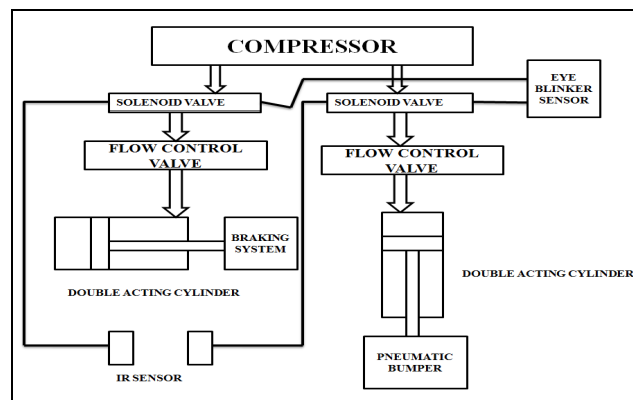 COMPRESSOR
EYE
BLINKER
SENSOR
SOLENOID VALVE
SOLENOID VALVE
FLOW CONTROL
VALVE
FLOW CONTROL
VALVE
BRAKING
SYSTEM
DOUBLE ACTING CYLINDER
DOUBLE ACTING CYLINDER
IR SENSOR
PNEUMATIC
BUMPER